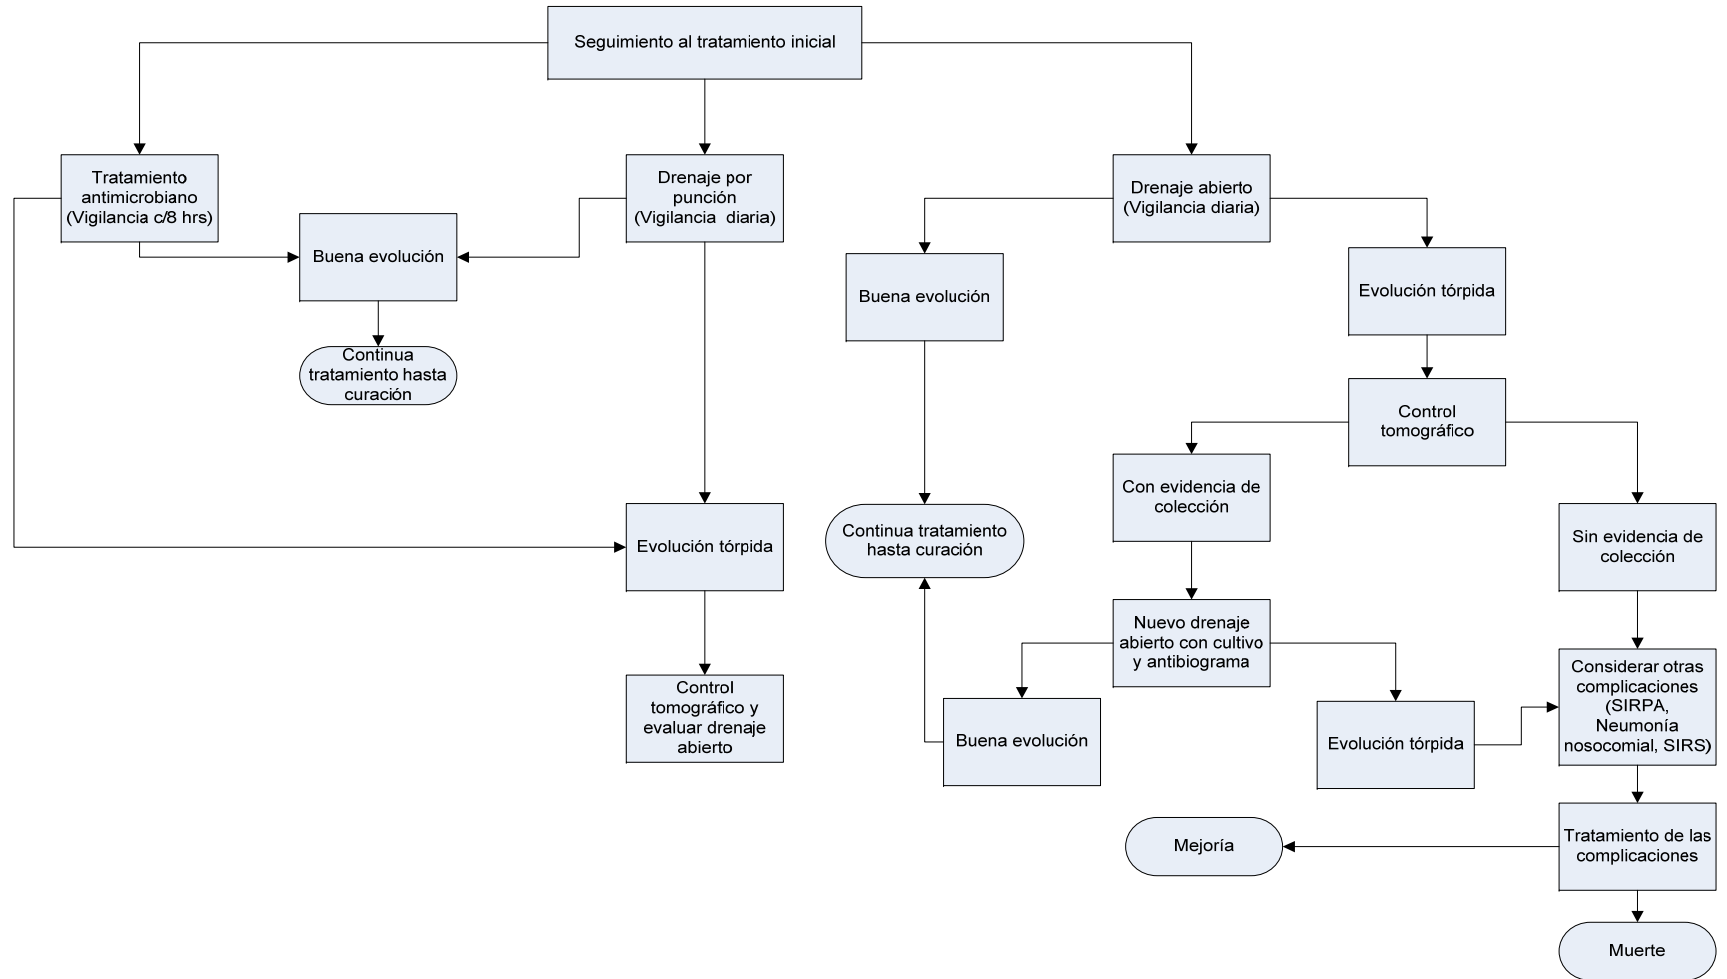 Seguimiento al tratamiento inicial
Tratamiento
antimicrobiano
(Vigilancia c/8 hrs)
Drenaje por
punción
(Vigilancia diaria)
Drenaje abierto
(Vigilancia diaria)
Buena evolución
Continua
tratamiento hasta
curación
Evolución tórpida
Control
tomográfico y
evaluar drenaje
abierto
Buena evolución
Continua tratamiento
hasta curación
Evolución tórpida
Control
tomográfico
Con evidencia de
colección
Sin evidencia de
colección
Nuevo drenaje
abierto con cultivo
y antibiograma
Buena evolución
Evolución tórpida
Considerar otras
complicaciones
(SIRPA,
Neumonía
nosocomial, SIRS)
Tratamiento de las
complicaciones
Mejoría
Muerte